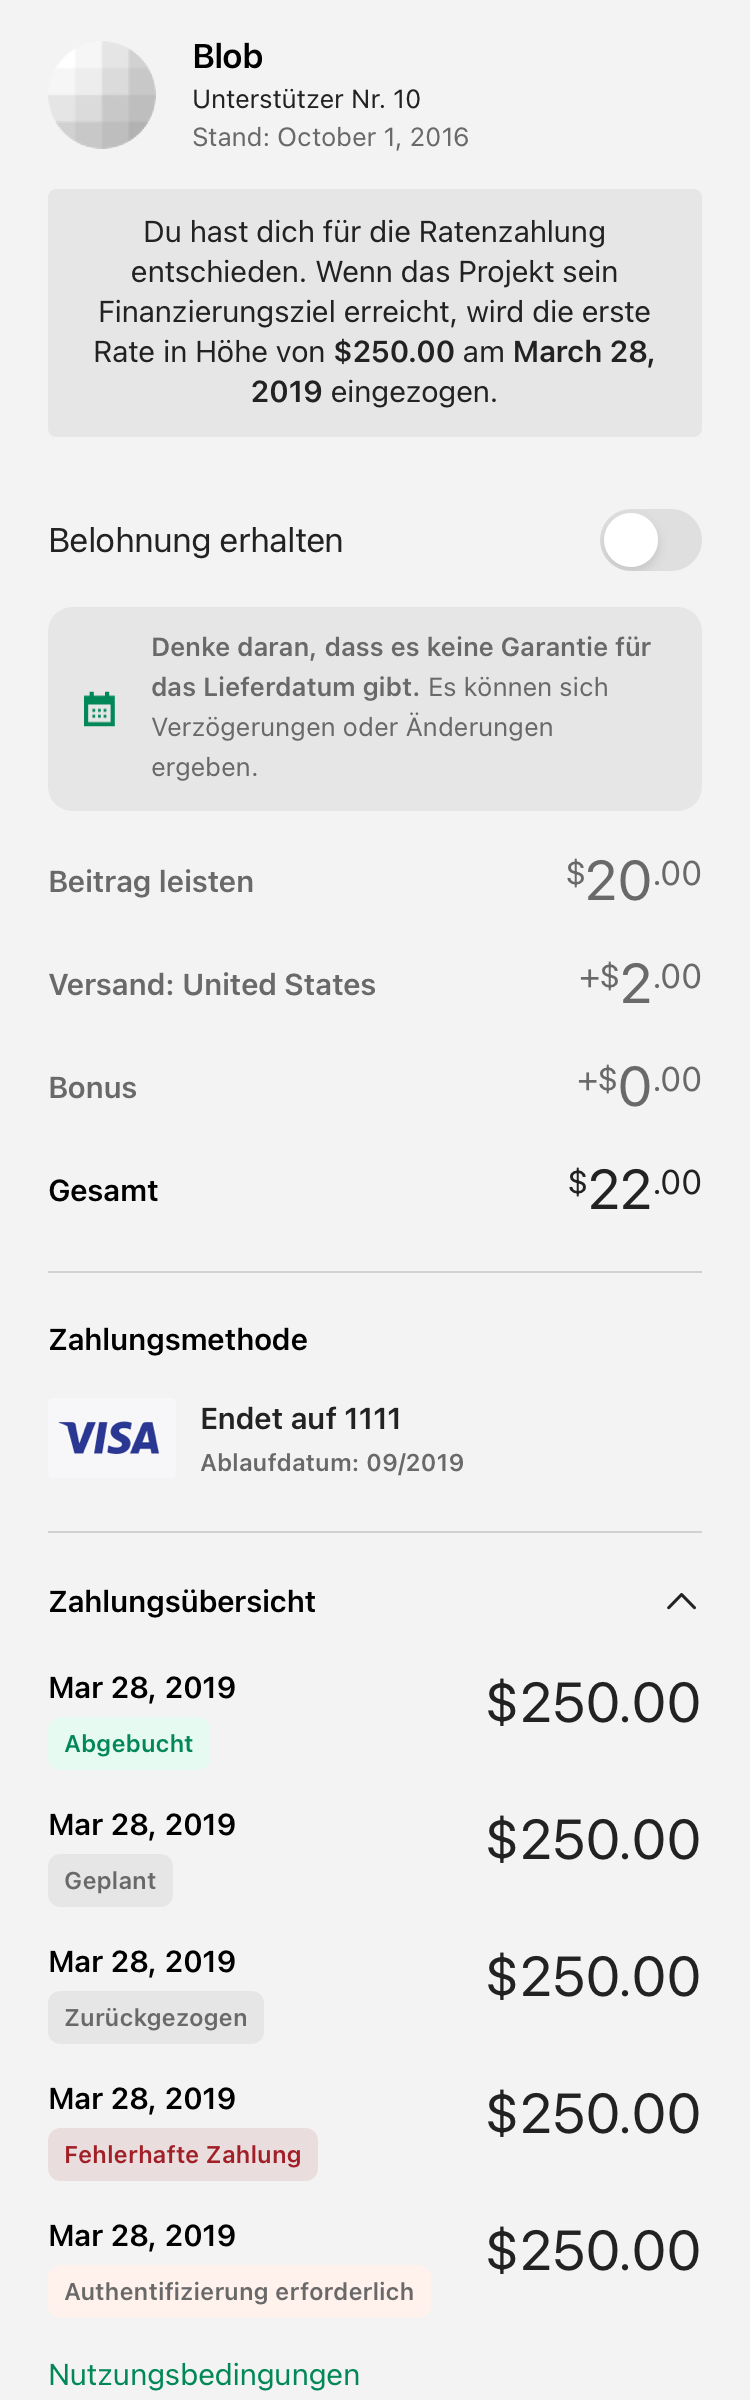 Blob
Unterstützer Nr. 10
Stand: October 1, 2016
Du hast dich für die Ratenzahlung
entschieden. Wenn das Projekt sein
Finanzierungsziel erreicht, wird die erste
Rate in Höhe von $250.00 am March 28,
2019 eingezogen.
Belohnung erhalten
Denke daran, dass es keine Garantie für
das Lieferdatum gibt. Es können sich
Verzögerungen oder Änderungen
ergeben.
Beitrag leisten $20.00
Versand: United States +$2.00
Bonus +$0.00
Gesamt $22.00
Zahlungsmethode
VISA
Endet auf 1111
Ablaufdatum: 09/2019
Zahlungsübersicht
Mar 28, 2019 $250.00
Abgebucht
Mar 28, 2019 $250.00
Geplant
Mar 28, 2019 $250.00
Zurückgezogen
Mar 28, 2019 $250.00
Fehlerhafte Zahlung
Mar 28, 2019 $250.00
Authentifizierung erforderlich
Nutzungsbedingungen